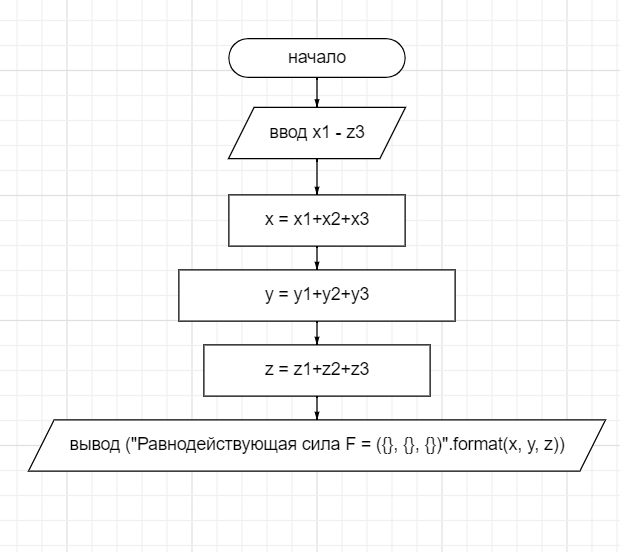 начало
ввод x1 - z3
x = x1+x2+x3
y = y1+y2+y3
z = z1+z2+z3
вывод ("Равнодействующая сила F = ({}, {}, {})".format(x, y, z))